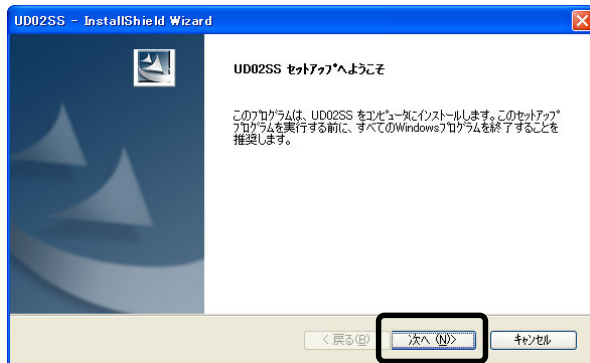 UD02SS - InstallShield Wizard
UD02SS ｾｯﾄｱｯﾌﾟへようこそ
このﾌﾟﾛｸﾞﾗﾑは、UD02SS をｺﾝﾋﾟｭｰﾀにｲﾝｽﾄｰﾙします。このｾｯﾄｱｯﾌﾟ
ﾌﾟﾛｸﾞﾗﾑを実行する前に、すべてのWindowsﾌﾟﾛｸﾞﾗﾑを終了することを
推奨します。
< 戻る(B)
次へ (N)>
ｷｬﾝｾﾙ